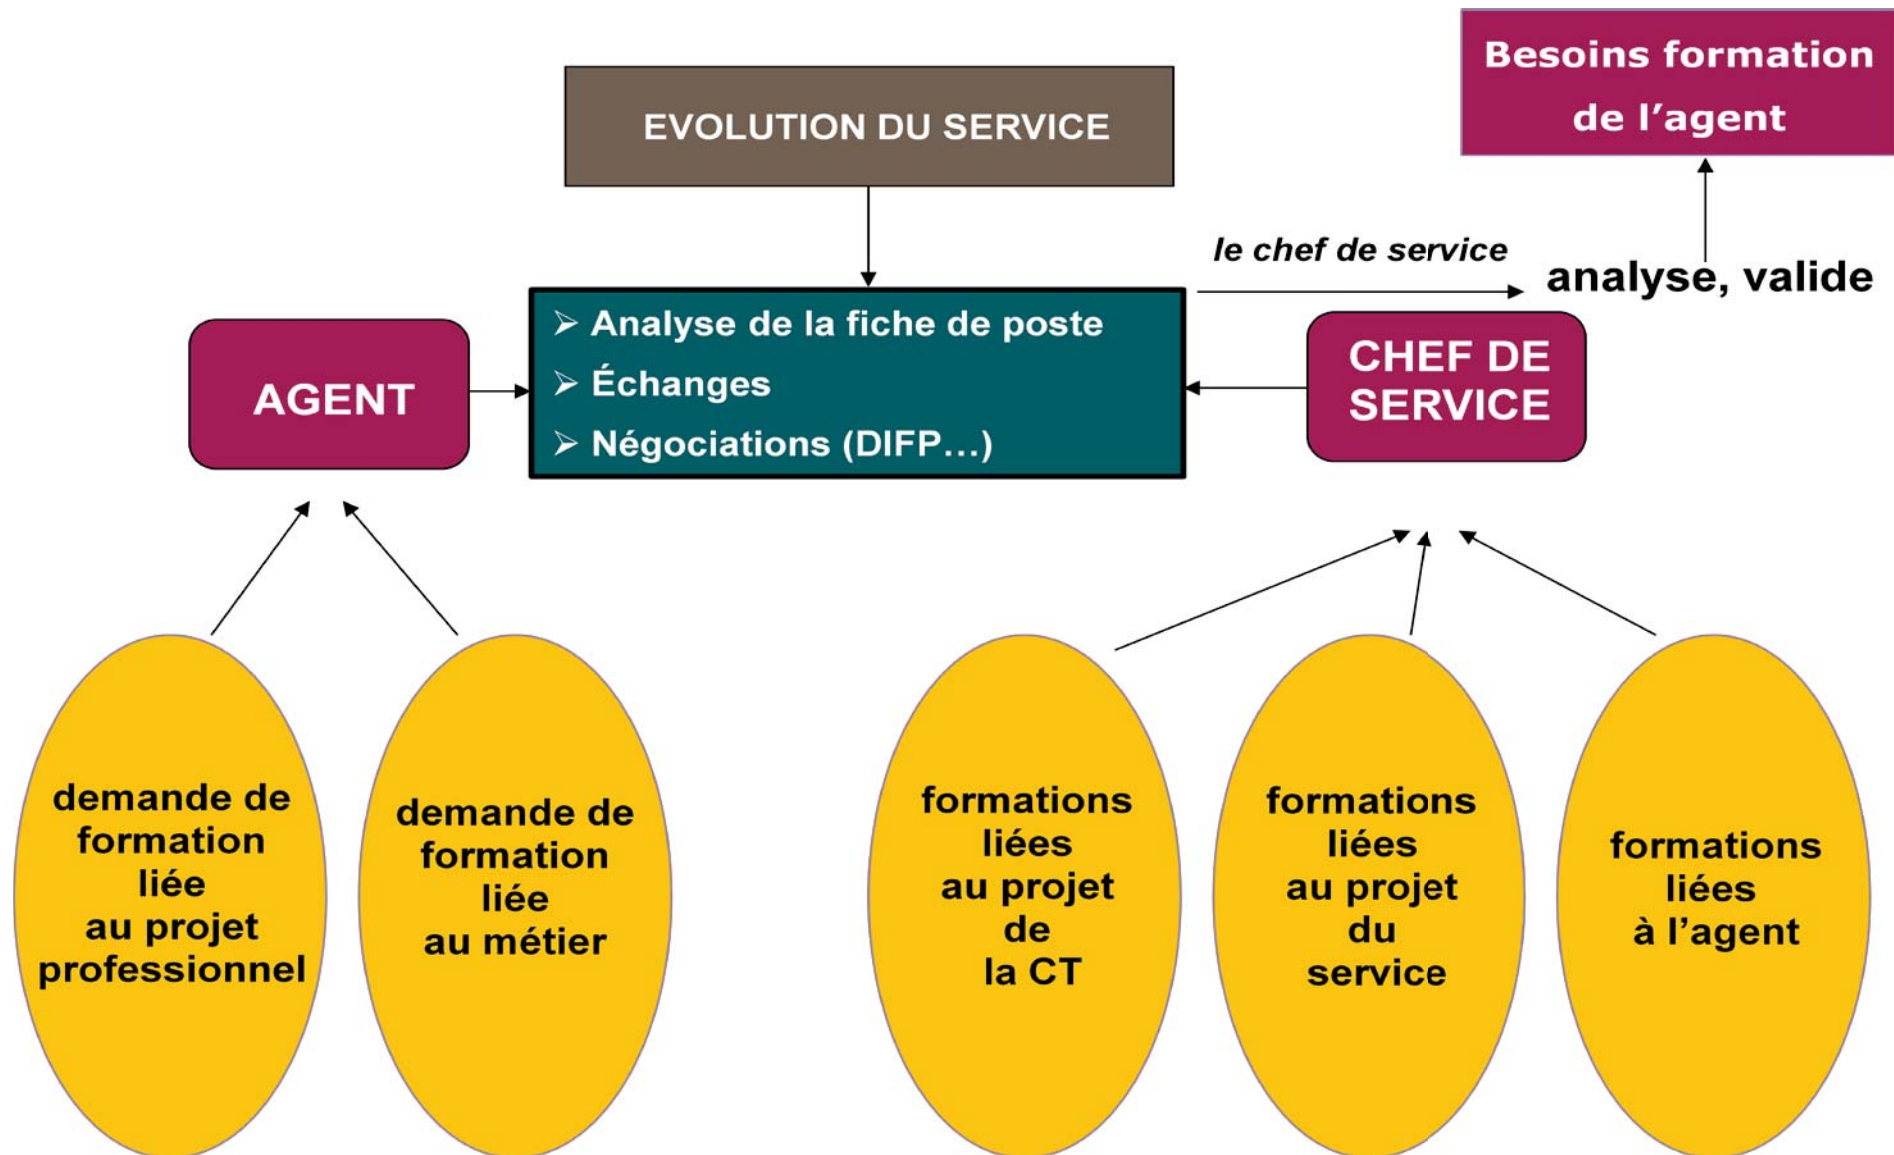 Besoins formation
de l’agent
EVOLUTION DU SERVICE
le chef de service
analyse, valide
➢ Analyse de la fiche de poste
➢ Échanges
➢ Négociations (DIFP…)
AGENT
CHEF DE
SERVICE
demande de
formation
liée
au projet
professionnel
demande de
formation
liée
au métier
formations
liées
au projet
de
la CT
formations
liées
au projet
du
service
formations
liées
à l’agent